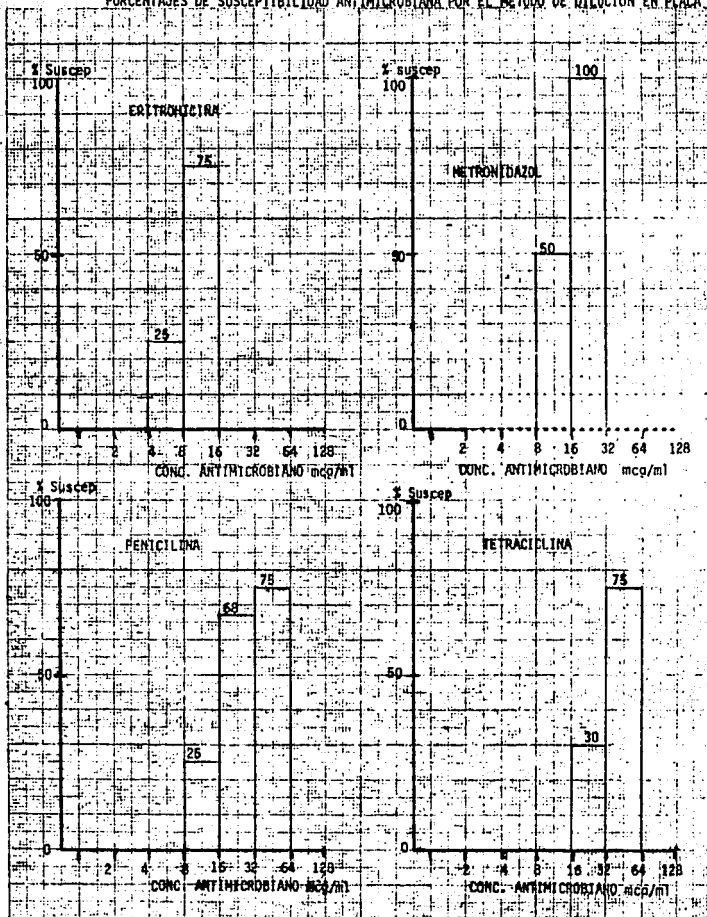 PORCENTAJES DE SUSCEPTIBILIDAD ANTIMICROBIANA POR EL METODO DE DILUCION EN PLACA
% Suscep
100
ERITROMICINA
75
50
25
0
2 4 8 16 32 64 128
CONC. ANTIMICROBIANO mcg/ml
% suscep
100
100
METRONIDAZOL
50
50
0
2 4 8 16 32 64 128
CONC. ANTIMICROBIANO mcg/ml
% Suscep
100
PENICILINA
75
68
50
25
0
2 4 8 16 32 64 128
CONC. ANTIMICROBIANO mcg/ml
% Suscep
100
TETRACICLINA
75
50
30
0
2 4 8 16 32 64 128
CONC. ANTIMICROBIANO mcg/ml